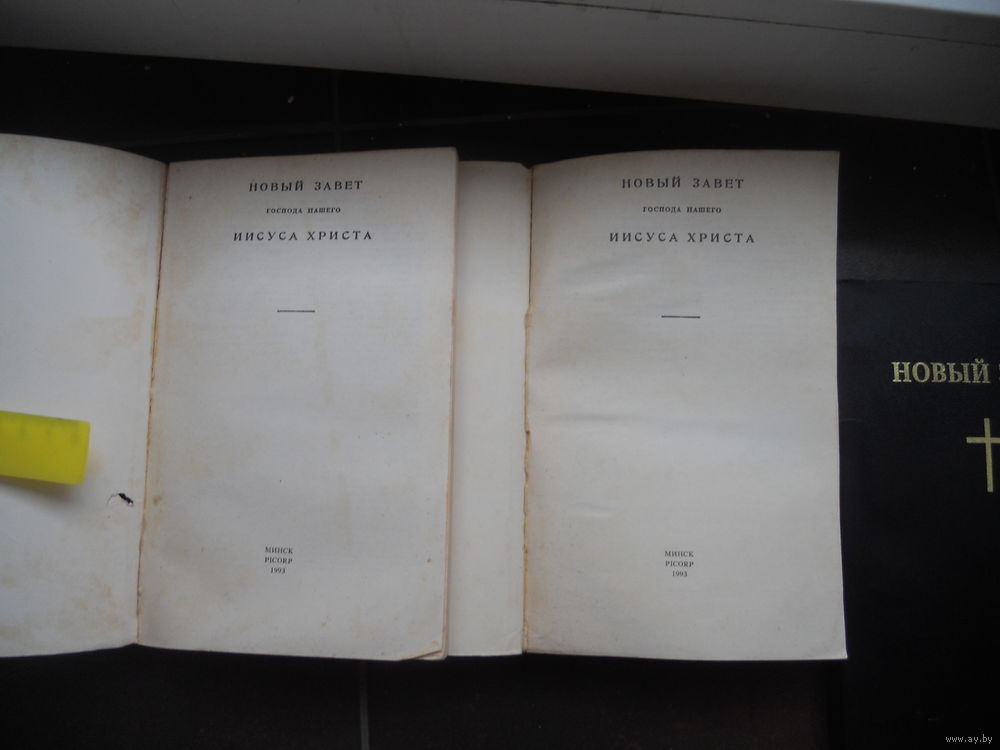 НОВЫЙ ЗАВЕТ
ГОСПОДА НАШЕГО
ИИСУСА ХРИСТА
МИНСК
PICORP
1993
НОВЫЙ ЗАВЕТ
ГОСПОДА НАШЕГО
ИИСУСА ХРИСТА
МИНСК
PICORP
1993
НОВЫЙ
www.ay.by